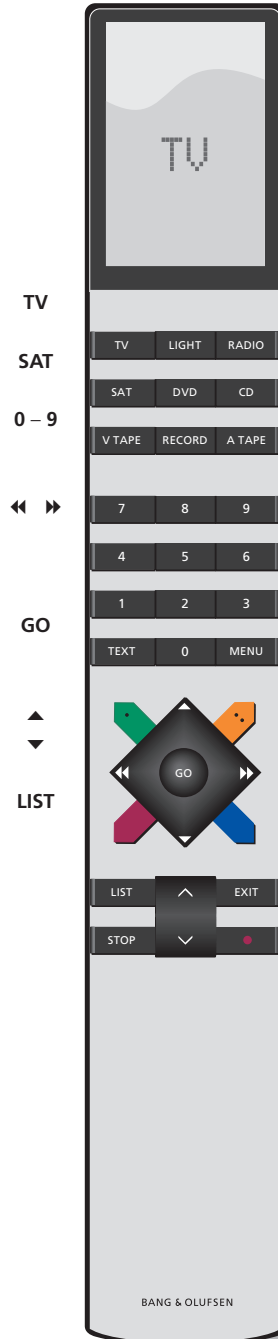 TV
TV
SAT
0 – 9
GO
LIST
TV LIGHT RADIO
SAT DVD CD
V TAPE RECORD A TAPE
7 8 9
4 5 6
1 2 3
TEXT 0 MENU
GO
LIST EXIT
STOP
BANG & OLUFSEN